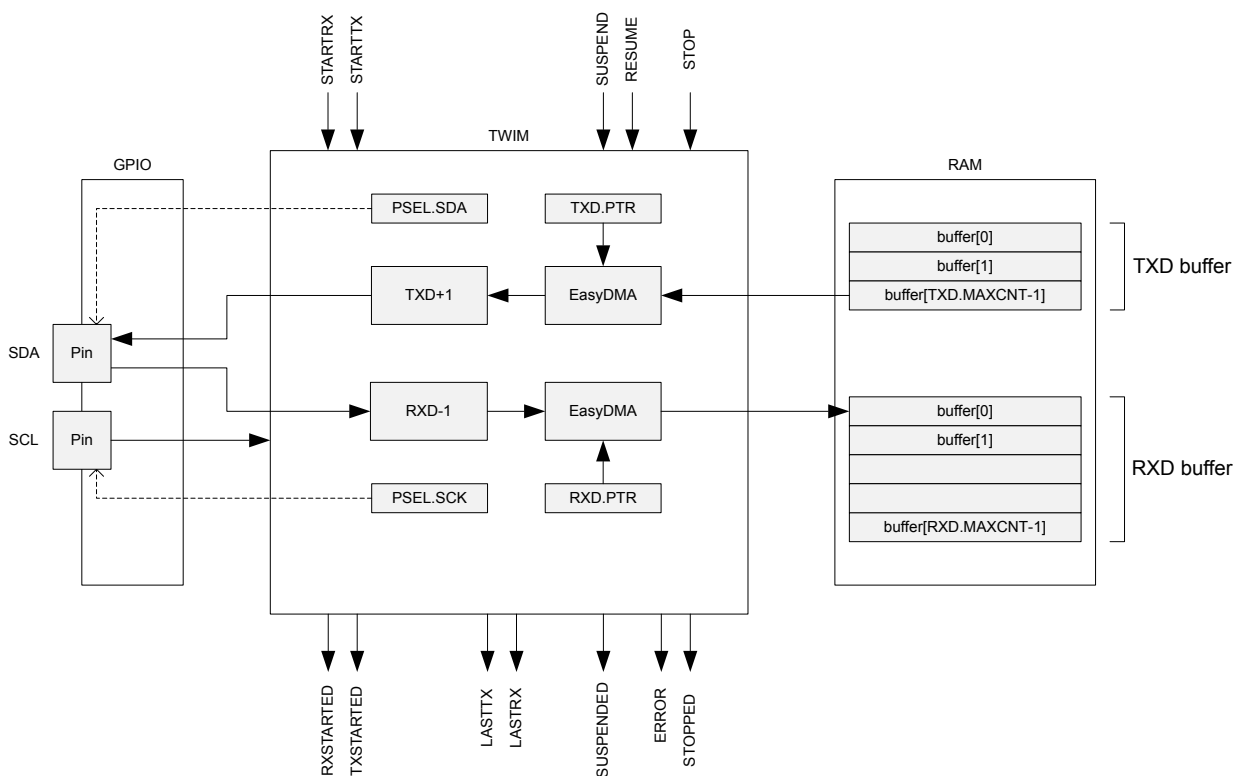 STARTRX
STARTTX
SUSPEND
RESUME
STOP
TWIM
GPIO
RAM
PSEL.SDA
TXD.PTR
buffer[0]
buffer[1]
buffer[TXD.MAXCNT-1]
TXD buffer
TXD+1
EasyDMA
SDA
Pin
RXD-1
EasyDMA
SCL
Pin
buffer[0]
buffer[1]
buffer[RXD.MAXCNT-1]
RXD buffer
PSEL.SCK
RXD.PTR
RXSTARTED
TXSTARTED
LASTTX
LASTRX
SUSPENDED
ERROR
STOPPED